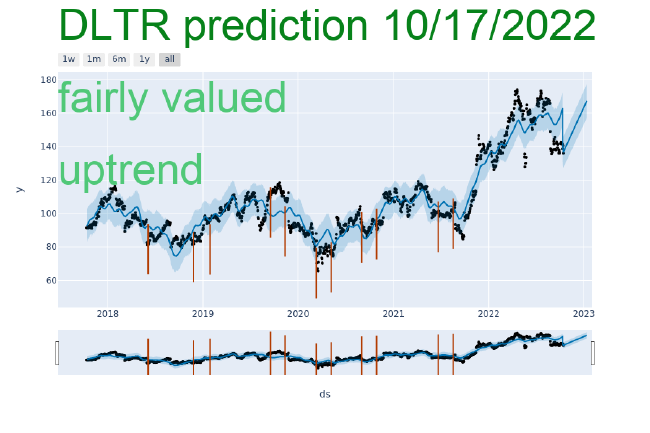 DLTR prediction 10/17/2022
1w 1m 6m 1y all
fairly valued
uptrend
180
160
140
120
100
80
60
y
2018 2019 2020 2021 2022 2023
ds